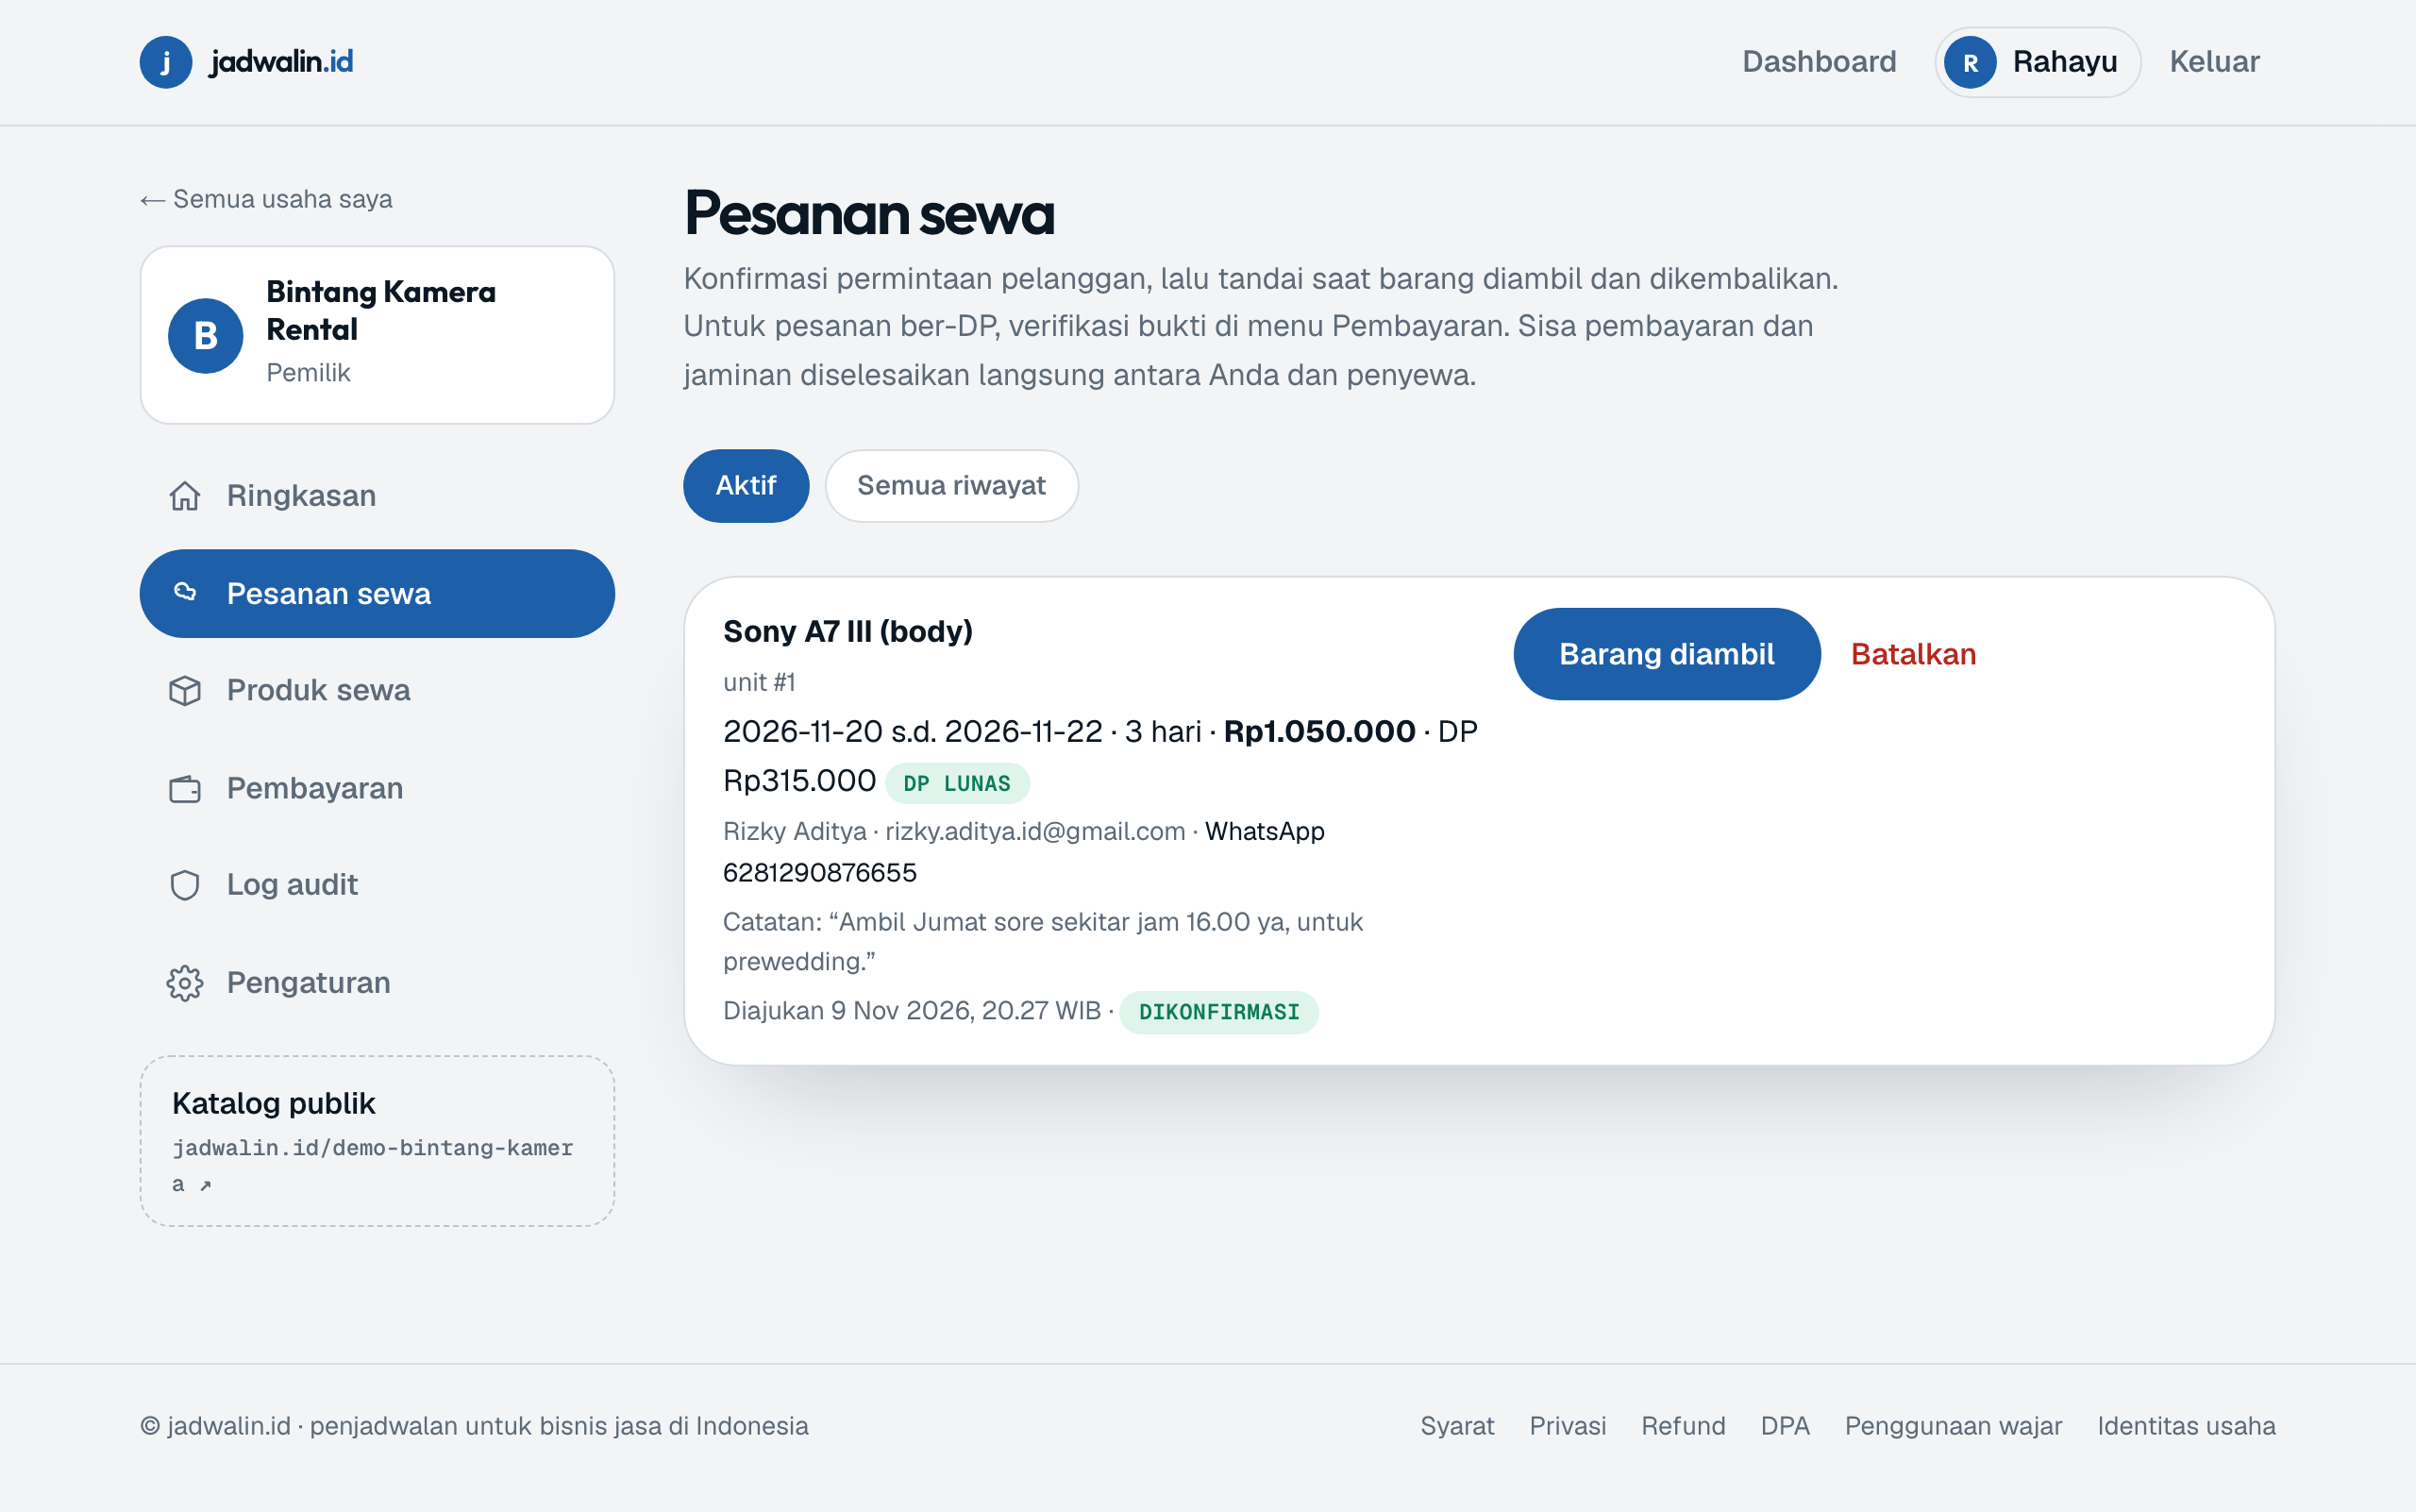 j jadwalin.id
Dashboard
R Rahayu
Keluar
← Semua usaha saya
B
Bintang Kamera
Rental
Pemilik
Ringkasan
Pesanan sewa
Produk sewa
Pembayaran
Log audit
Pengaturan
Katalog publik
jadwalin.id/demo-bintang-kamer
a ↗
Pesanan sewa
Konfirmasi permintaan pelanggan, lalu tandai saat barang diambil dan dikembalikan.
Untuk pesanan ber-DP, verifikasi bukti di menu Pembayaran. Sisa pembayaran dan
jaminan diselesaikan langsung antara Anda dan penyewa.
Aktif
Semua riwayat
Sony A7 III (body)
unit #1
2026-11-20 s.d. 2026-11-22 · 3 hari · Rp1.050.000 · DP
Rp315.000 DP LUNAS
Rizky Aditya · rizky.aditya.id@gmail.com · WhatsApp
6281290876655
Catatan: “Ambil Jumat sore sekitar jam 16.00 ya, untuk
prewedding.”
Diajukan 9 Nov 2026, 20.27 WIB · DIKONFIRMASI
Barang diambil
Batalkan
© jadwalin.id · penjadwalan untuk bisnis jasa di Indonesia
Syarat
Privasi
Refund
DPA
Penggunaan wajar
Identitas usaha